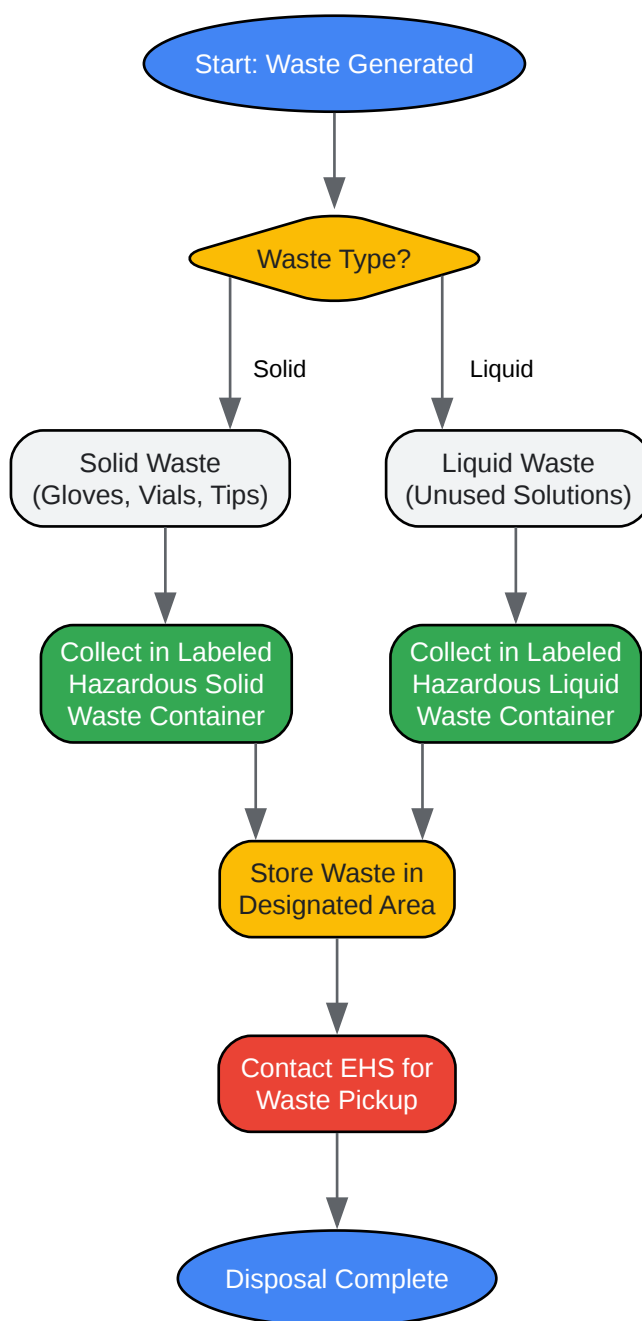 Start: Waste Generated
Waste Type?
Solid
Liquid
Solid Waste
(Gloves, Vials, Tips)
Liquid Waste
(Unused Solutions)
Collect in Labeled
Hazardous Solid
Waste Container
Collect in Labeled
Hazardous Liquid
Waste Container
Store Waste in
Designated Area
Contact EHS for
Waste Pickup
Disposal Complete